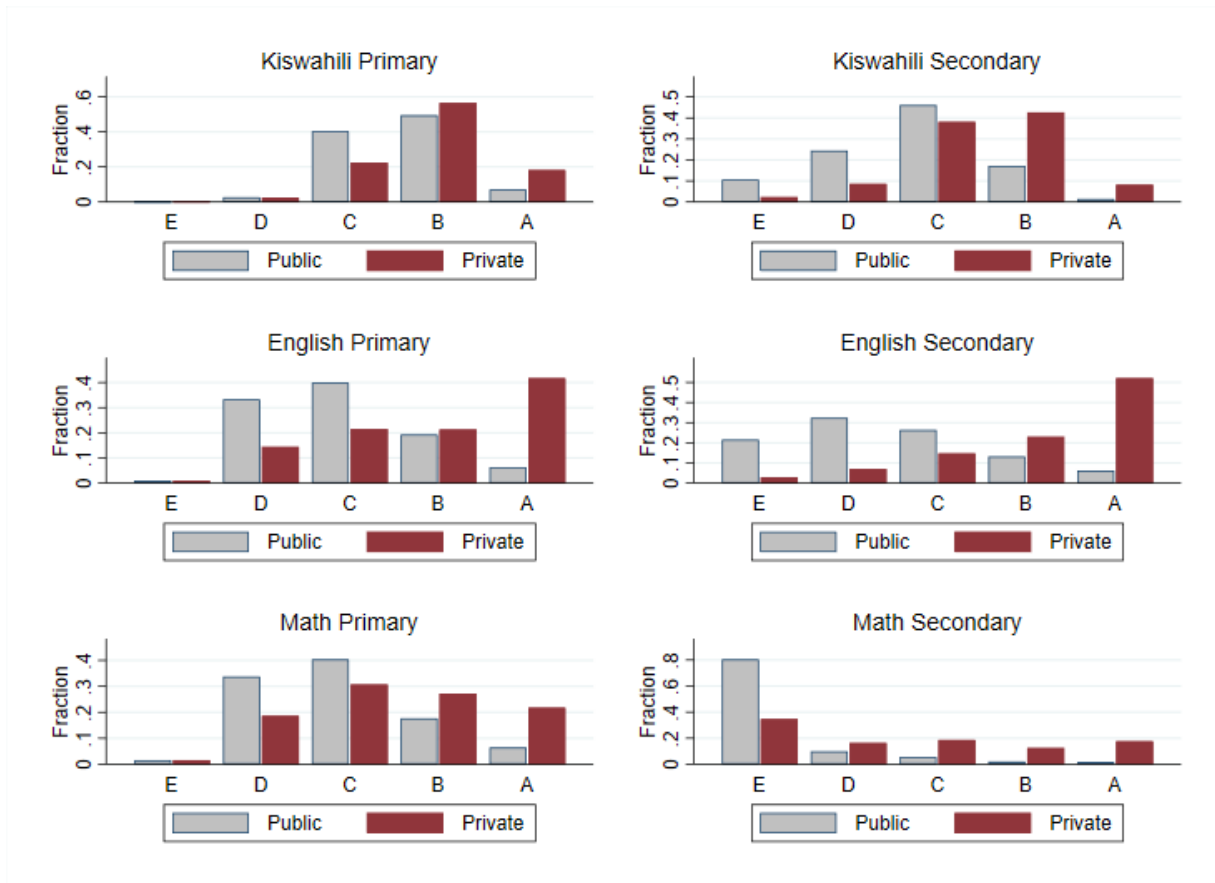 Kiswahili Primary
Fraction
0 .2 .4 .6
E D C B A
Public Private
Kiswahili Secondary
Fraction
0 .1 .2 .3 .4 .5
E D C B A
Public Private
English Primary
Fraction
0 .1 .2 .3 .4
E D C B A
Public Private
English Secondary
Fraction
0 .1 .2 .3 .4 .5
E D C B A
Public Private
Math Primary
Fraction
0 .1 .2 .3 .4
E D C B A
Public Private
Math Secondary
Fraction
0 .2 .4 .6 .8
E D C B A
Public Private